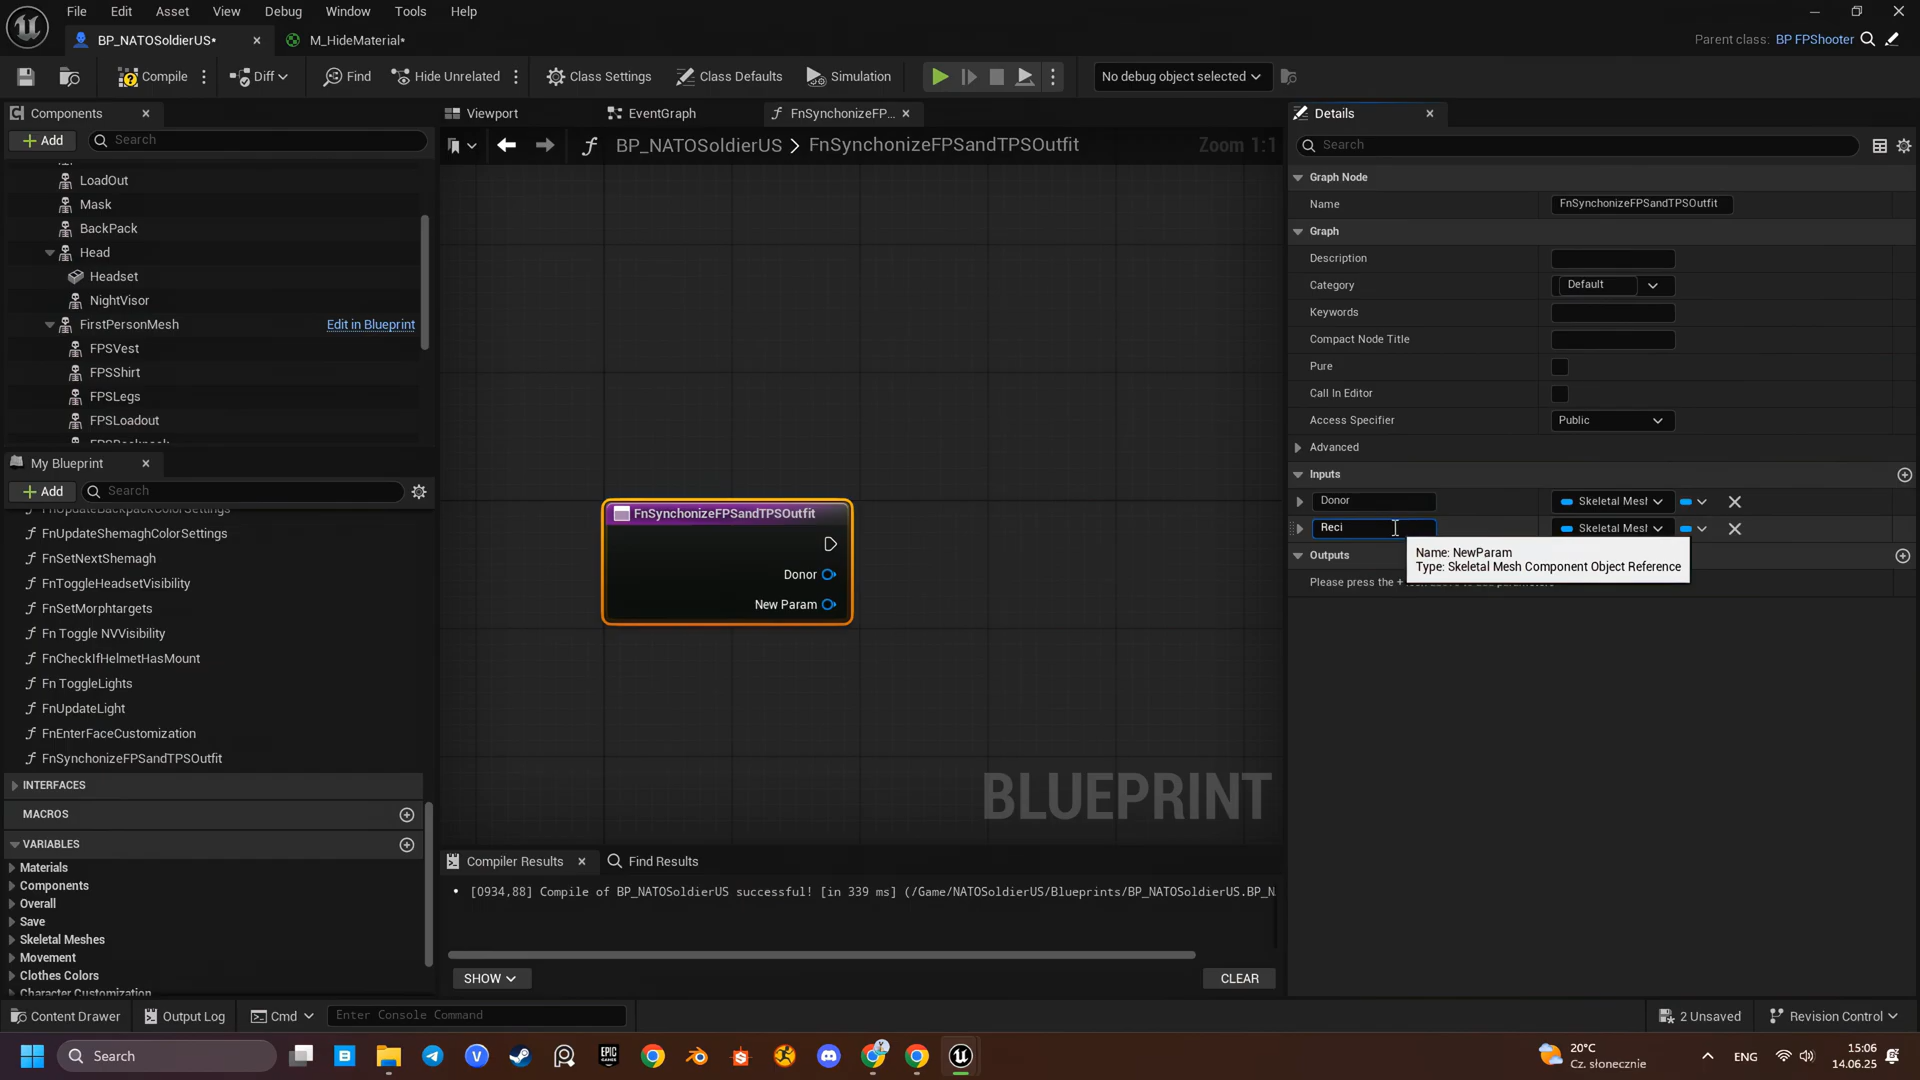 File Edit Asset View Debug Window Tools Help
BP_NATOSoldierUS*
M_HideMaterial*
Parent class: BP FPShooter
Compile
Diff
Find
Hide Unrelated
Class Settings
Class Defaults
Simulation
No debug object selected
Components
Add
Search
LoadOut
Mask
BackPack
Head
Headset
NightVisor
FirstPersonMesh Edit in Blueprint
FPSVest
FPSShirt
FPSLegs
FPSLoadout
FPSBackpack
My Blueprint
Add
Search
FnUpdateBackpackColorSettings
FnUpdateShemaghColorSettings
FnSetNextShemagh
FnToggleHeadsetVisibility
FnSetMorphtargets
Fn Toggle NVVisibility
FnCheckIfHelmetHasMount
Fn ToggleLights
FnUpdateLight
FnEnterFaceCustomization
FnSynchonizeFPSandTPSOutfit
INTERFACES
MACROS
VARIABLES
Materials
Components
Overall
Save
Skeletal Meshes
Movement
Clothes Colors
Character Customization
Viewport
EventGraph
FnSynchonizeFP...
BP_NATOSoldierUS > FnSynchonizeFPSandTPSOutfit
Zoom 1:1
FnSynchonizeFPSandTPSOutfit
Donor
New Param
BLUEPRINT
Compiler Results
Find Results
• [0934,88] Compile of BP_NATOSoldierUS successful! [in 339 ms] (/Game/NATOSoldierUS/Blueprints/BP_NATOSoldierUS.BP_N
SHOW
CLEAR
Details
Search
Graph Node
Name FnSynchonizeFPSandTPSOutfit
Graph
Description
Category Default
Keywords
Compact Node Title
Pure
Call In Editor
Access Specifier Public
Advanced
Inputs
Donor Skeletal Mesh
Reci Skeletal Mesh
Outputs
Name: NewParam
Type: Skeletal Mesh Component Object Reference
Please press the +
Content Drawer
Output Log
Cmd
Enter Console Command
2 Unsaved
Revision Control
Search
EPIC GAMES
20°C
Cz. słonecznie
ENG
15:06
14.06.25